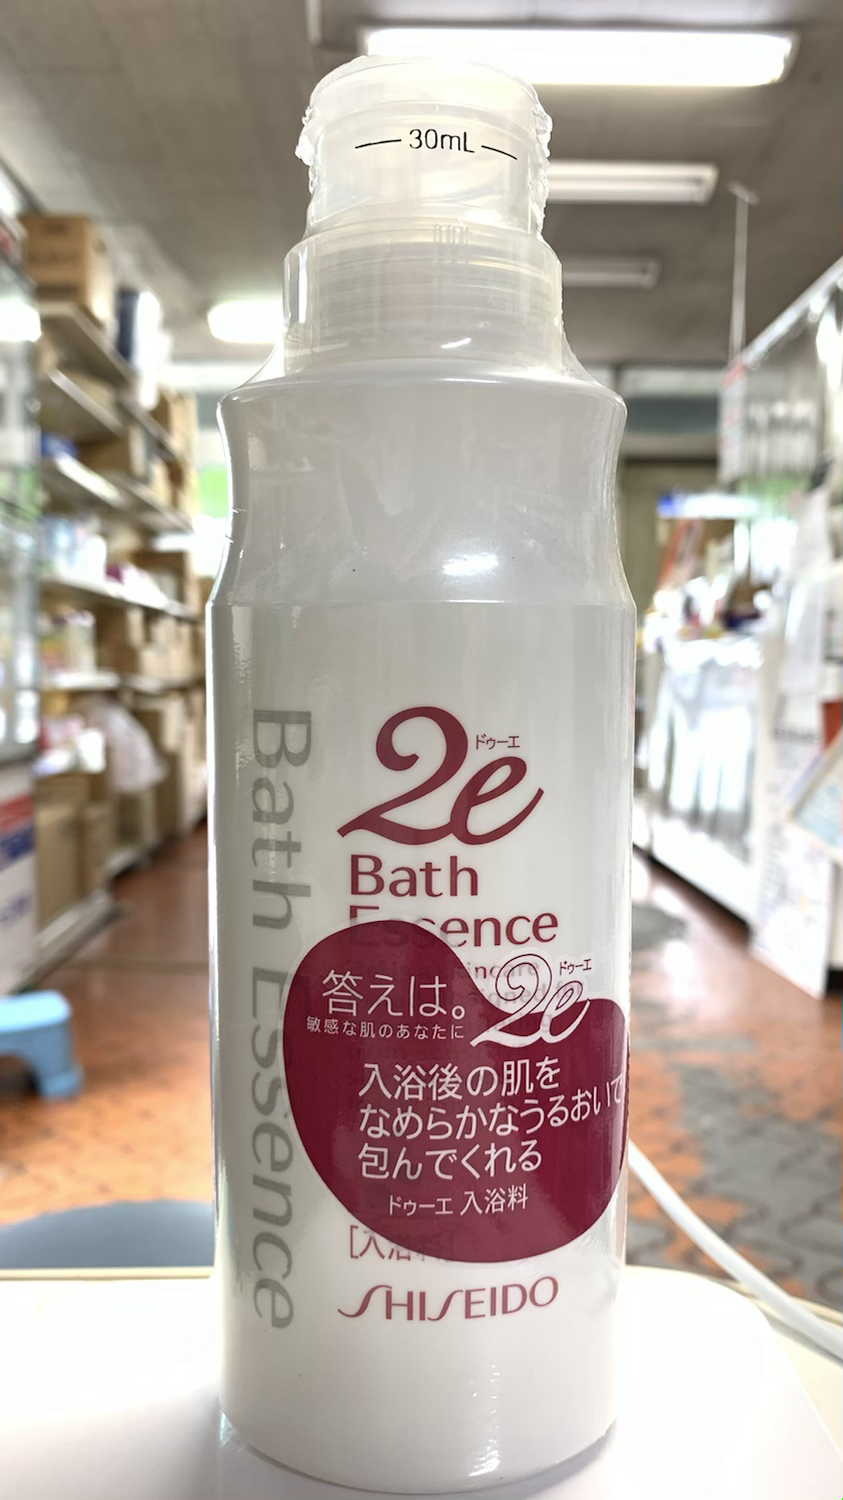 30mL
2e
ドゥーエ
Bath
Essence
Bath Essence
答えは。
敏感な肌のあなたに
2e
ドゥーエ
入浴後の肌を
なめらかなうるおいで
包んでくれる
ドゥーエ 入浴料
[入浴料]
SHISEIDO